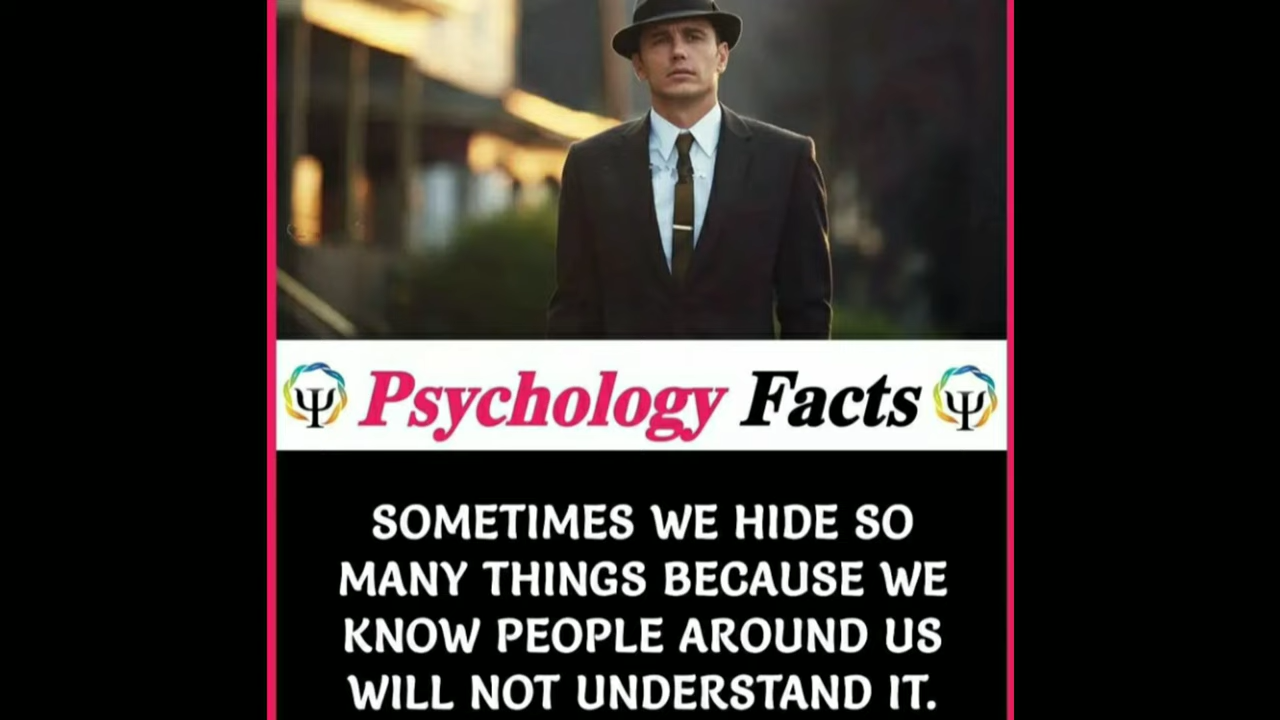 Psychology Facts
SOMETIMES WE HIDE SO
MANY THINGS BECAUSE WE
KNOW PEOPLE AROUND US
WILL NOT UNDERSTAND IT.